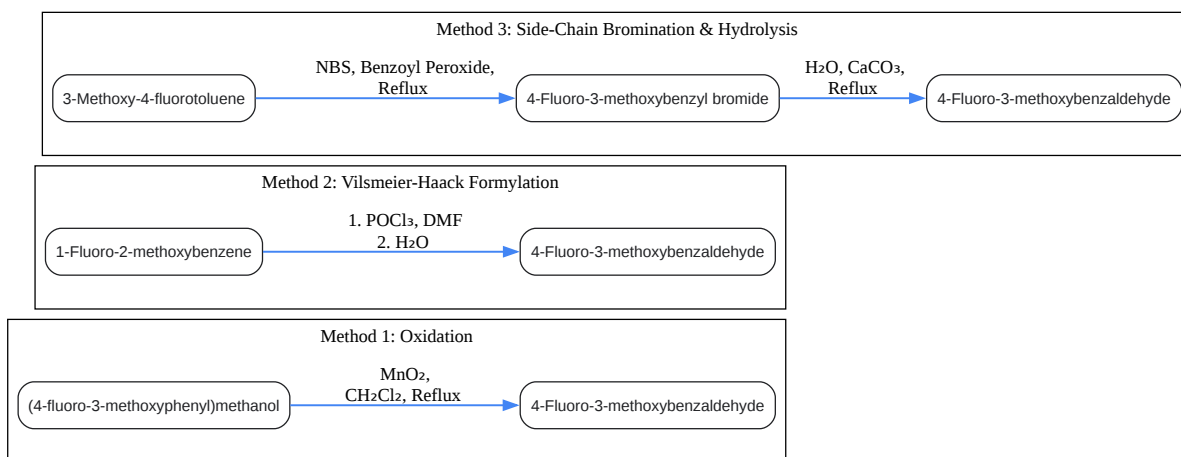 Method 3: Side-Chain Bromination & Hydrolysis
3-Methoxy-4-fluorotoluene
NBS, Benzoyl Peroxide,
Reflux
4-Fluoro-3-methoxybenzyl bromide
H₂O, CaCO₃,
Reflux
4-Fluoro-3-methoxybenzaldehyde
Method 2: Vilsmeier-Haack Formylation
1-Fluoro-2-methoxybenzene
1. POCl₃, DMF
2. H₂O
4-Fluoro-3-methoxybenzaldehyde
Method 1: Oxidation
(4-fluoro-3-methoxyphenyl)methanol
MnO₂,
CH₂Cl₂, Reflux
4-Fluoro-3-methoxybenzaldehyde